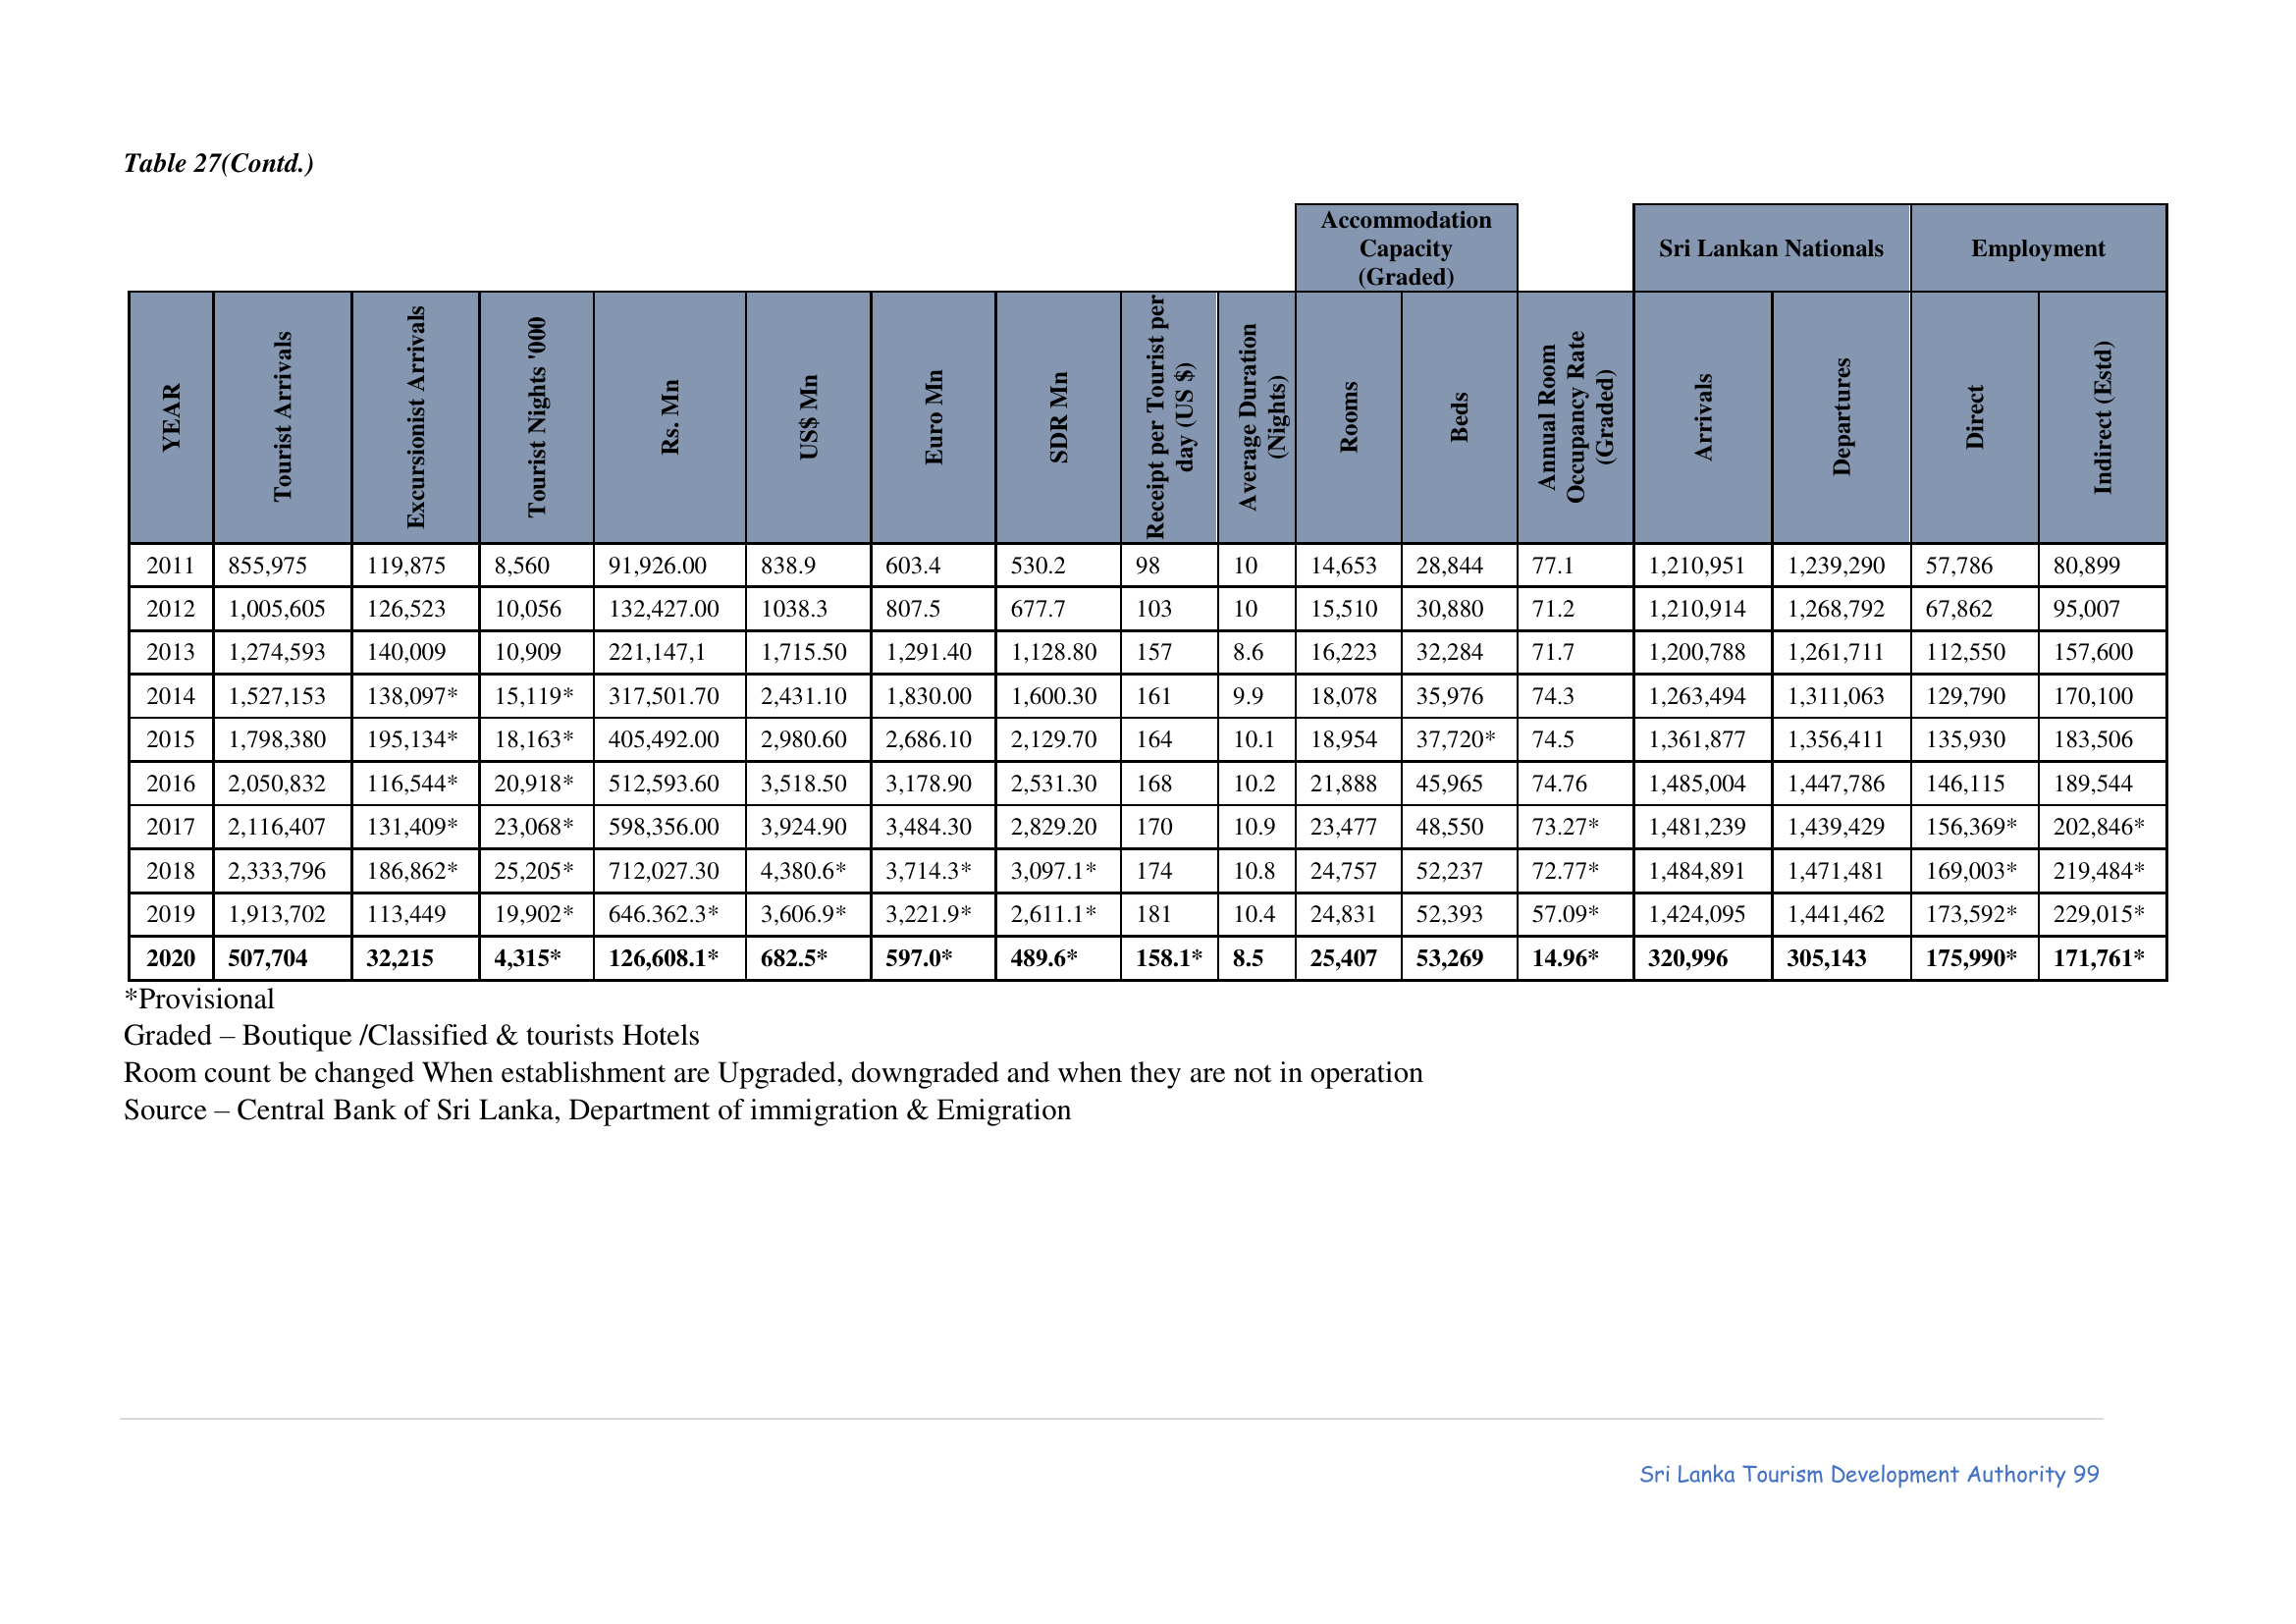 Table 27(Contd.)
Accommodation
Capacity
(Graded)
Sri Lankan Nationals
Employment
YEAR
Tourist Arrivals
Excursionist Arrivals
Tourist Nights '000
Rs. Mn
US$ Mn
Euro Mn
SDR Mn
Receipt per Tourist per
day (US $)
Average Duration
(Nights)
Rooms
Beds
Annual Room
Occupancy Rate
(Graded)
Arrivals
Departures
Direct
Indirect (Estd)
2011 855,975 119,875 8,560 91,926.00 838.9 603.4 530.2 98 10 14,653 28,844 77.1 1,210,951 1,239,290 57,786 80,899
2012 1,005,605 126,523 10,056 132,427.00 1038.3 807.5 677.7 103 10 15,510 30,880 71.2 1,210,914 1,268,792 67,862 95,007
2013 1,274,593 140,009 10,909 221,147,1 1,715.50 1,291.40 1,128.80 157 8.6 16,223 32,284 71.7 1,200,788 1,261,711 112,550 157,600
2014 1,527,153 138,097* 15,119* 317,501.70 2,431.10 1,830.00 1,600.30 161 9.9 18,078 35,976 74.3 1,263,494 1,311,063 129,790 170,100
2015 1,798,380 195,134* 18,163* 405,492.00 2,980.60 2,686.10 2,129.70 164 10.1 18,954 37,720* 74.5 1,361,877 1,356,411 135,930 183,506
2016 2,050,832 116,544* 20,918* 512,593.60 3,518.50 3,178.90 2,531.30 168 10.2 21,888 45,965 74.76 1,485,004 1,447,786 146,115 189,544
2017 2,116,407 131,409* 23,068* 598,356.00 3,924.90 3,484.30 2,829.20 170 10.9 23,477 48,550 73.27* 1,481,239 1,439,429 156,369* 202,846*
2018 2,333,796 186,862* 25,205* 712,027.30 4,380.6* 3,714.3* 3,097.1* 174 10.8 24,757 52,237 72.77* 1,484,891 1,471,481 169,003* 219,484*
2019 1,913,702 113,449 19,902* 646.362.3* 3,606.9* 3,221.9* 2,611.1* 181 10.4 24,831 52,393 57.09* 1,424,095 1,441,462 173,592* 229,015*
2020 507,704 32,215 4,315* 126,608.1* 682.5* 597.0* 489.6* 158.1* 8.5 25,407 53,269 14.96* 320,996 305,143 175,990* 171,761*
*Provisional
Graded – Boutique /Classified & tourists Hotels
Room count be changed When establishment are Upgraded, downgraded and when they are not in operation
Source – Central Bank of Sri Lanka, Department of immigration & Emigration
Sri Lanka Tourism Development Authority 99